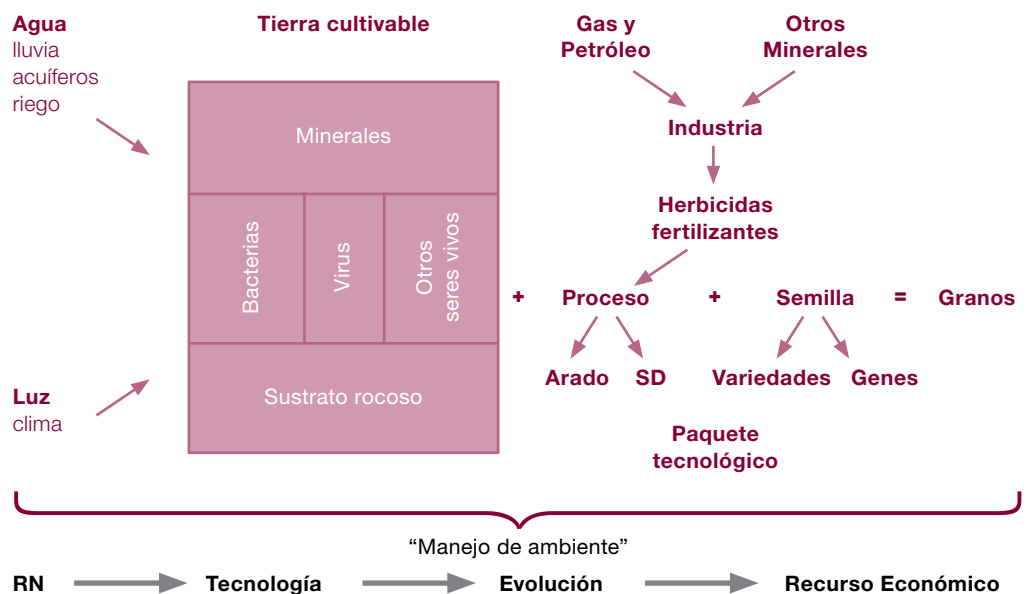 Agua
lluvia
acuíferos
riego
Tierra cultivable
Gas y
Petróleo
Otros
Minerales
Industria
Herbicidas
fertilizantes
Minerales
Bacterias
Virus
Otros
seres vivos
Sustrato rocoso
Luz
clima
+ Proceso + Semilla = Granos
Arado SD Variedades Genes
Paquete
tecnológico
“Manejo de ambiente”
RN Tecnología Evolución Recurso Económico